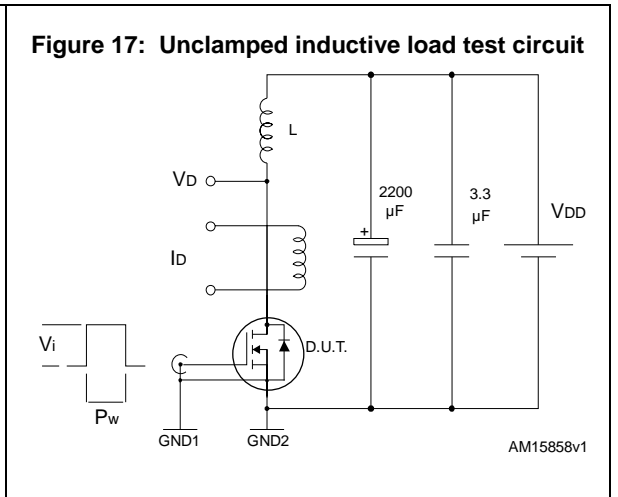 Figure 17: Unclamped inductive load test circuit
L
VD
2200
µF
3.3
µF
VDD
+
ID
Vi
D.U.T.
Pw
GND1
GND2
AM15858v1